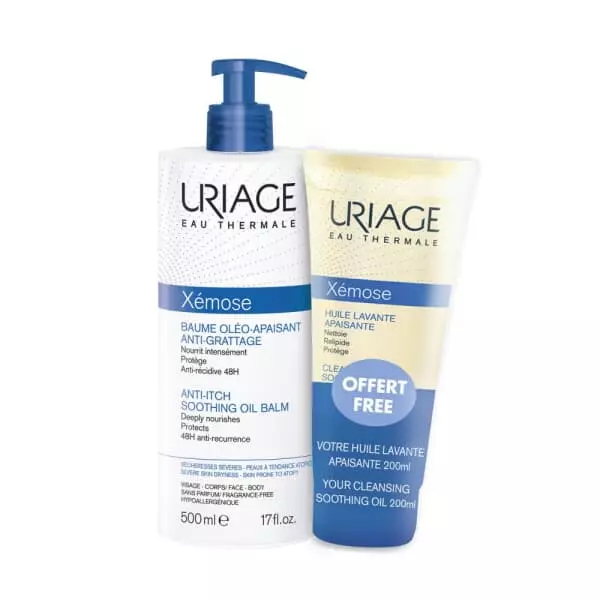 URIAGE
EAU THERMALE
Xémose
BAUME OLÉO-APAISANT
ANTI-GRATTAGE
Nourrit intensément
Protège
Anti-récidive 48H
ANTI-ITCH
SOOTHING OIL BALM
Deeply nourishes
Protects
48H anti-recurrence
SÉCHERESSES SÉVÈRES - PEAUX À TENDANCE ATOPIQ
SEVERE SKIN DRYNESS - SKIN PRONE TO ATOPY
VISAGE - CORPS/ FACE - BODY
SANS PARFUM/ FRAGRANCE-FREE
HYPOALLERGÉNIQUE
500 ml e 17fl.oz.
URIAGE
EAU THERMALE
Xémose
HUILE LAVANTE
APAISANTE
Nettoie
Relipide
Protège
CLEA
SOO
OFFERT
FREE
VOTRE HUILE LAVANTE
APAISANTE 200ml
YOUR CLEANSING
SOOTHING OIL 200ml